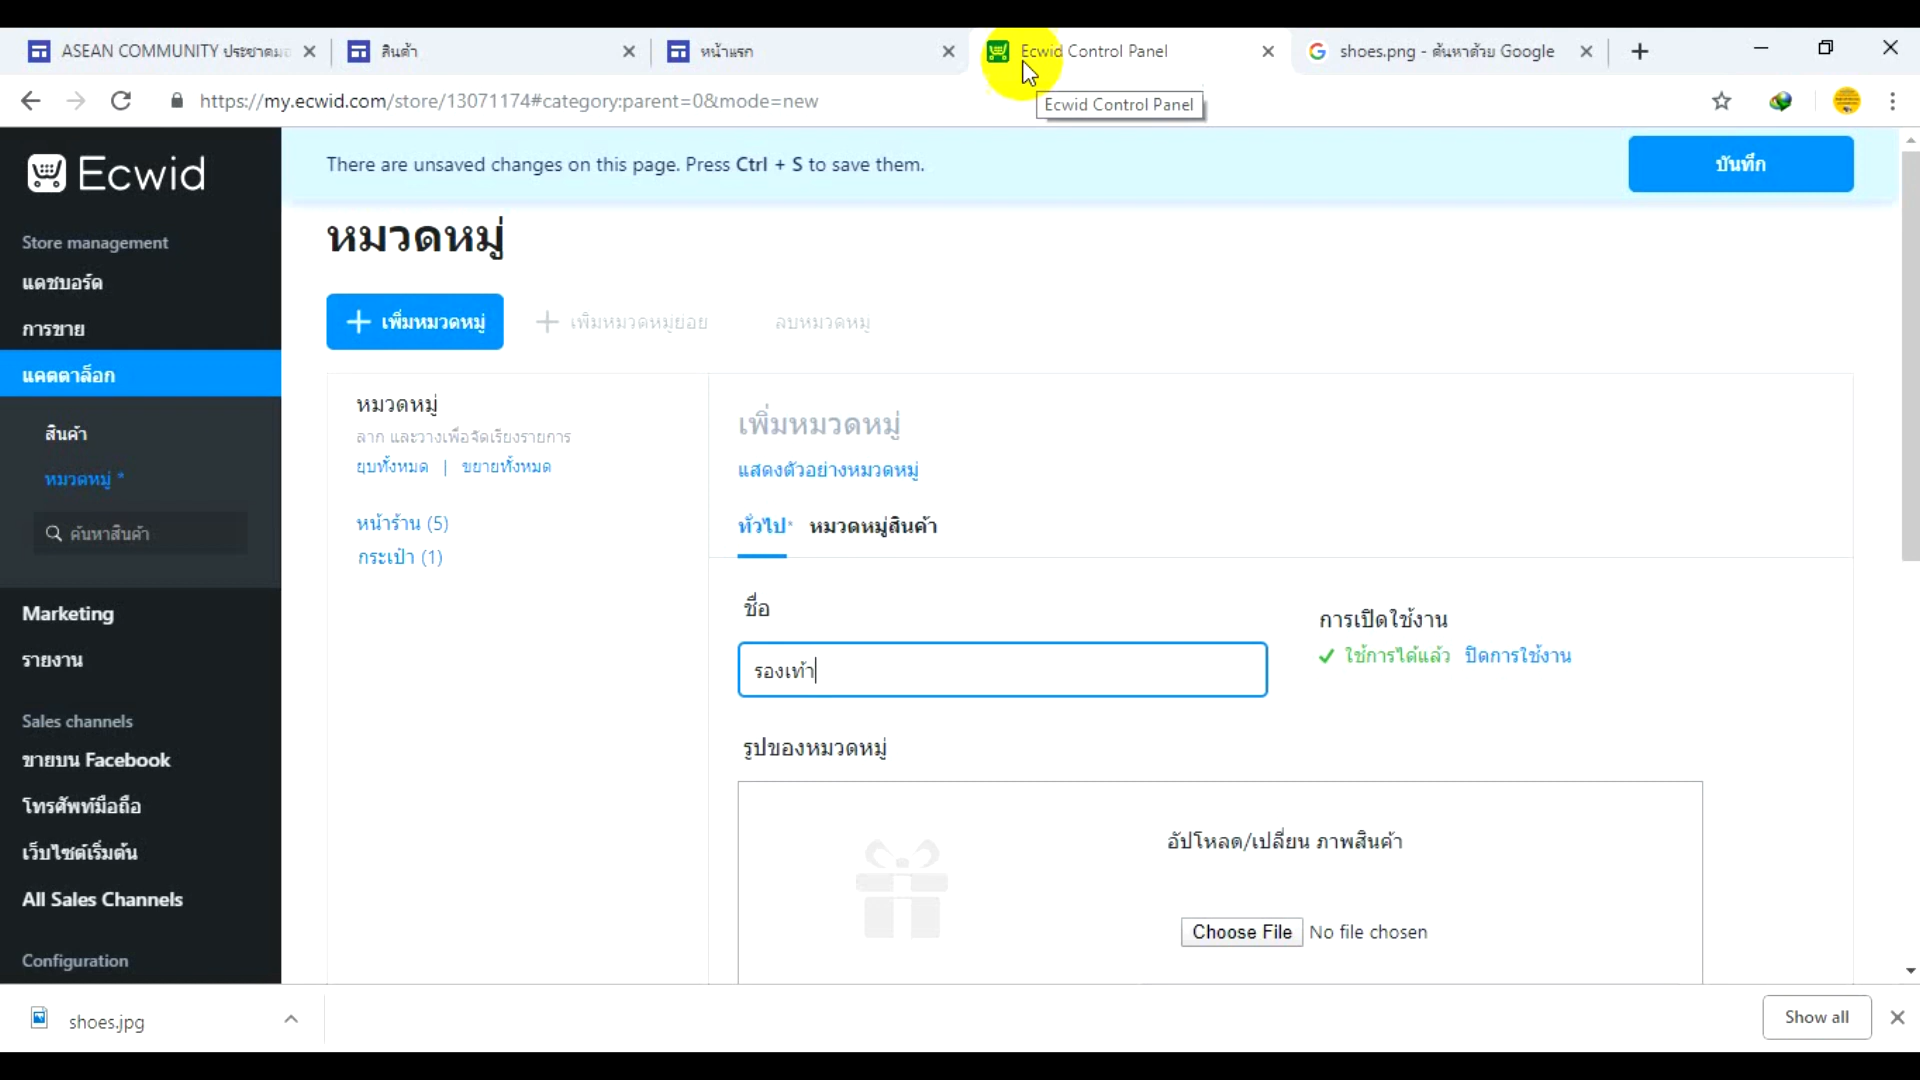 ASEAN COMMUNITY ประชาคมอ
สินค้า
หน้าแรก
Ecwid Control Panel
shoes.png - ค้นหาด้วย Google
https://my.ecwid.com/store/13071174#category:parent=0&mode=new
Ecwid Control Panel
Ecwid
There are unsaved changes on this page. Press Ctrl + S to save them.
บันทึก
Store management
แดชบอร์ด
การขาย
แคตตาล็อก
สินค้า
หมวดหมู่ *
ค้นหาสินค้า
Marketing
รายงาน
Sales channels
ขายบน Facebook
โทรศัพท์มือถือ
เว็บไซต์เริ่มต้น
All Sales Channels
Configuration
หมวดหมู่
เพิ่มหมวดหมู่
เพิ่มหมวดหมู่ย่อย
ลบหมวดหมู่
หมวดหมู่
ลาก และวางเพื่อจัดเรียงรายการ
ยุบทั้งหมด | ขยายทั้งหมด
หน้าร้าน (5)
กระเป๋า (1)
เพิ่มหมวดหมู่
แสดงตัวอย่างหมวดหมู่
ทั่วไป* หมวดหมู่สินค้า
ชื่อ
รองเท้า
การเปิดใช้งาน
ใช้การได้แล้ว ปิดการใช้งาน
รูปของหมวดหมู่
อัปโหลด/เปลี่ยน ภาพสินค้า
Choose File No file chosen
shoes.jpg
Show all